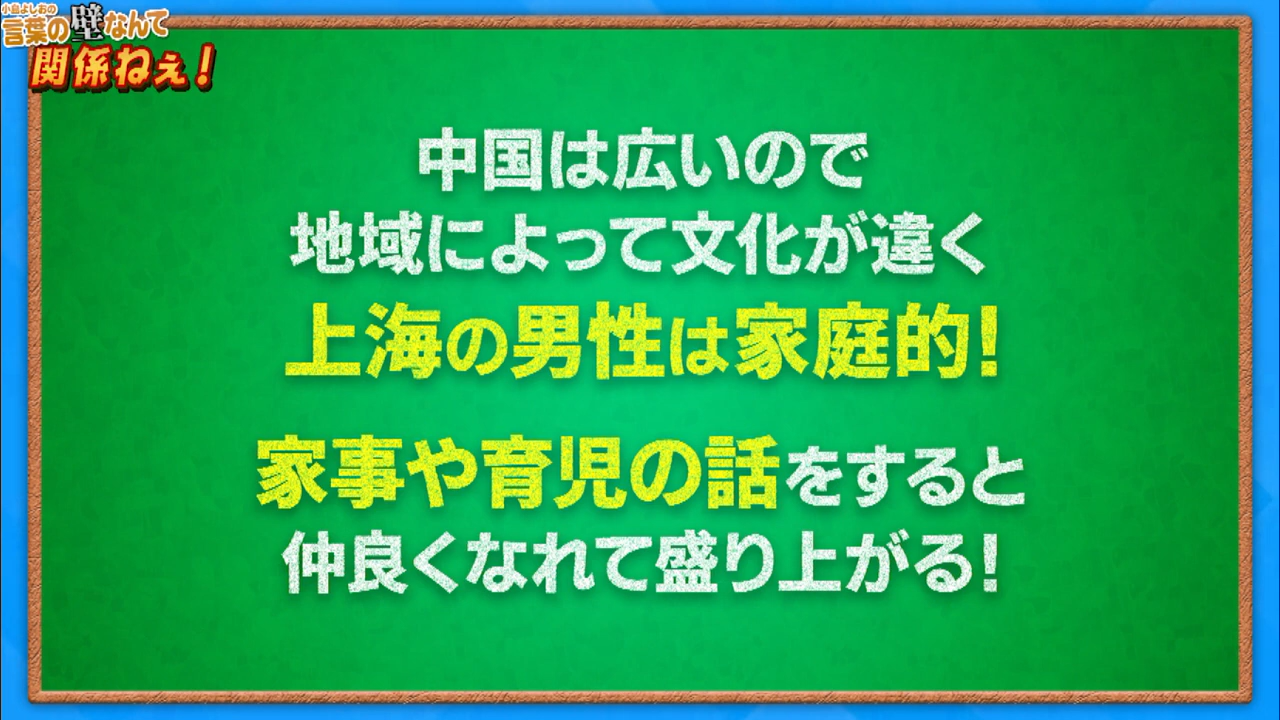 小島よしおの
言葉の壁なんて
関係ねぇ！
中国は広いので
地域によって文化が違く
上海の男性は家庭的！
家事や育児の話をすると
仲良くなれて盛り上がる！